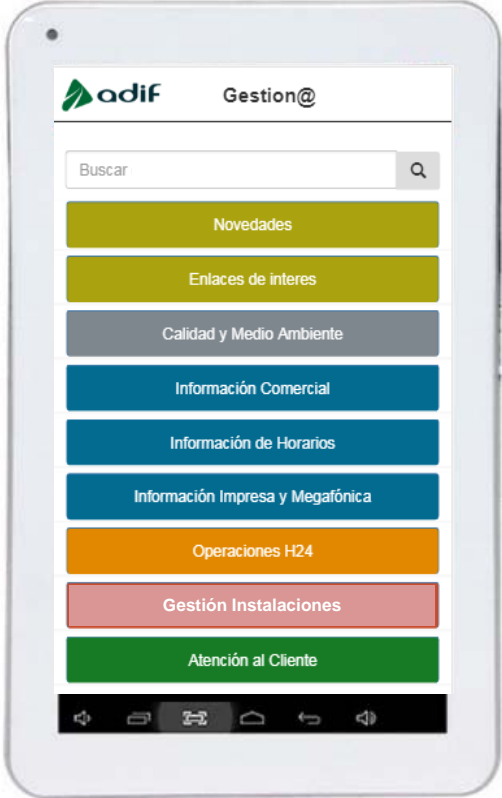 adif
Gestion@
Buscar
Novedades
Enlaces de interes
Calidad y Medio Ambiente
Información Comercial
Información de Horarios
Información Impresa y Megafónica
Operaciones H24
Gestión Instalaciones
Atención al Cliente